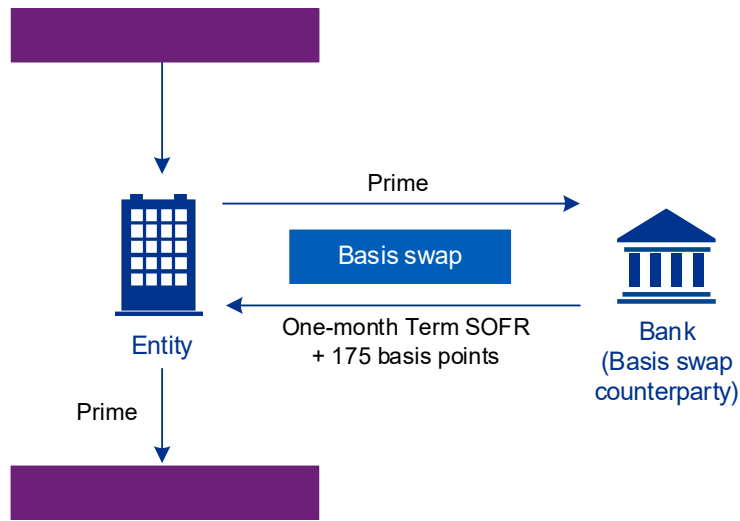 Prime
Basis swap
One-month Term SOFR
+ 175 basis points
Entity
Bank
(Basis swap
counterparty)
Prime